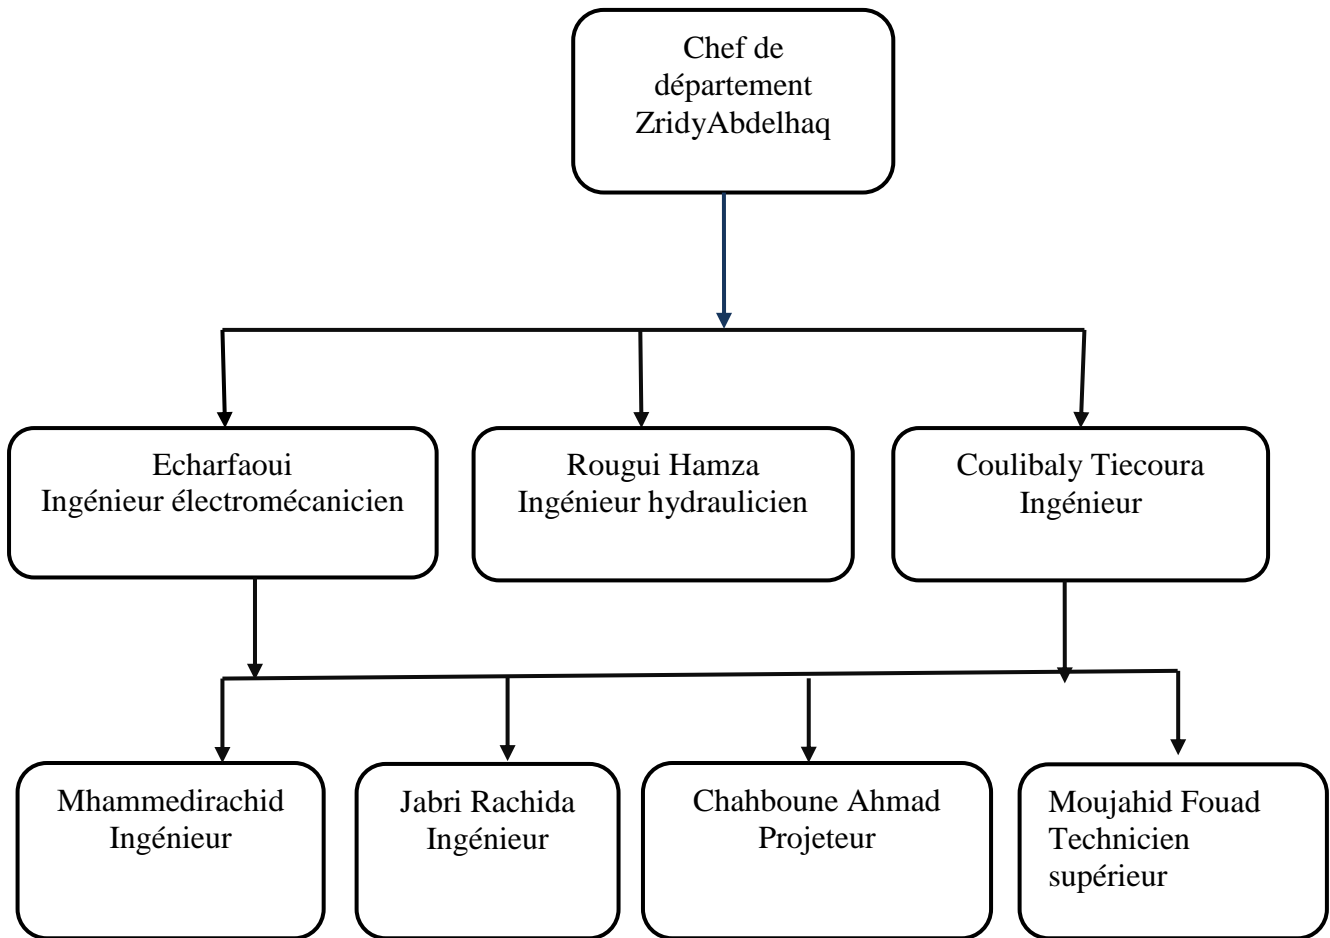 Chef de
département
ZridyAbdelhaq
Echarfaoui
Ingénieur électromécanicien
Rougui Hamza
Ingénieur hydraulicien
Coulibaly Tiecoura
Ingénieur
Mhammedirachid
Ingénieur
Jabri Rachida
Ingénieur
Chahboune Ahmad
Projeteur
Moujahid Fouad
Technicien
supérieur